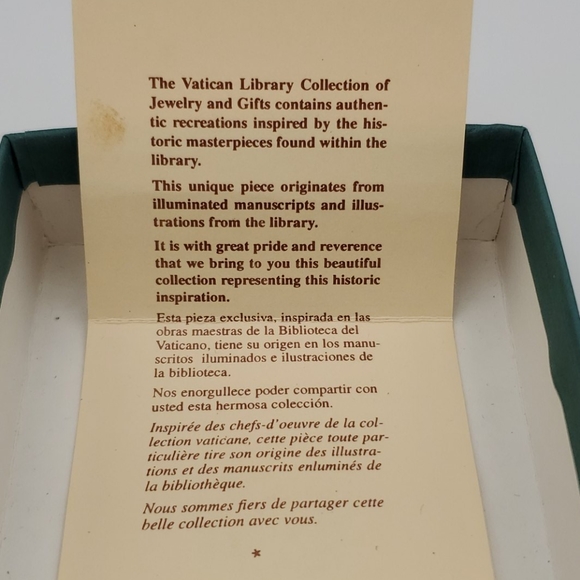 The Vatican Library Collection of
Jewelry and Gifts contains authen-
tic recreations inspired by the his-
toric masterpieces found within the
library.
This unique piece originates from
illuminated manuscripts and illus-
trations from the library.
It is with great pride and reverence
that we bring to you this beautiful
collection representing this historic
inspiration.
Esta pieza exclusiva, inspirada en las
obras maestras de la Biblioteca del
Vaticano, tiene su origen en los manu-
scritos iluminados e ilustraciones de
la biblioteca.
Nos enorgullece poder compartir con
usted esta hermosa colección.
Inspirée des chefs-d'oeuvre de la col-
lection vaticane, cette pièce toute par-
ticulière tire son origine des illustra-
tions et des manuscrits enluminés de
la bibliothèque.
Nous sommes fiers de partager cette
belle collection avec vous.
*